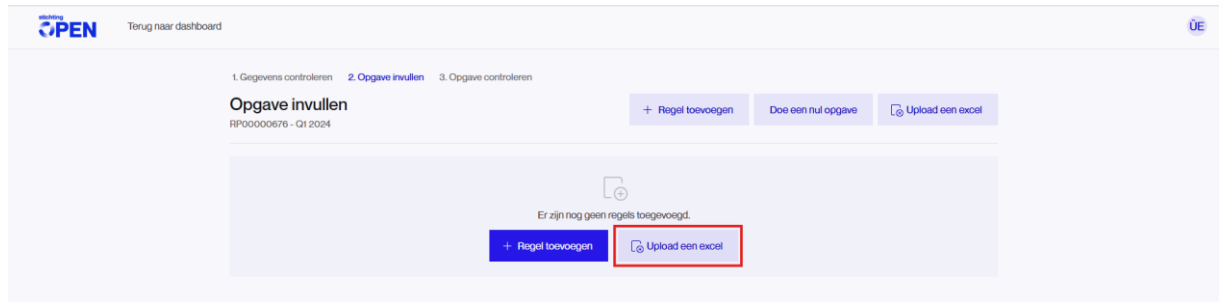 stichting
OPEN
Terug naar dashboard
ÜE
1. Gegevens controleren 2. Opgave invullen 3. Opgave controleren
Opgave invullen
RP00000676 - Q1 2024
+ Regel toevoegen
Doe een nul opgave
Upload een excel
Er zijn nog geen regels toegevoegd.
+ Regel toevoegen
Upload een excel